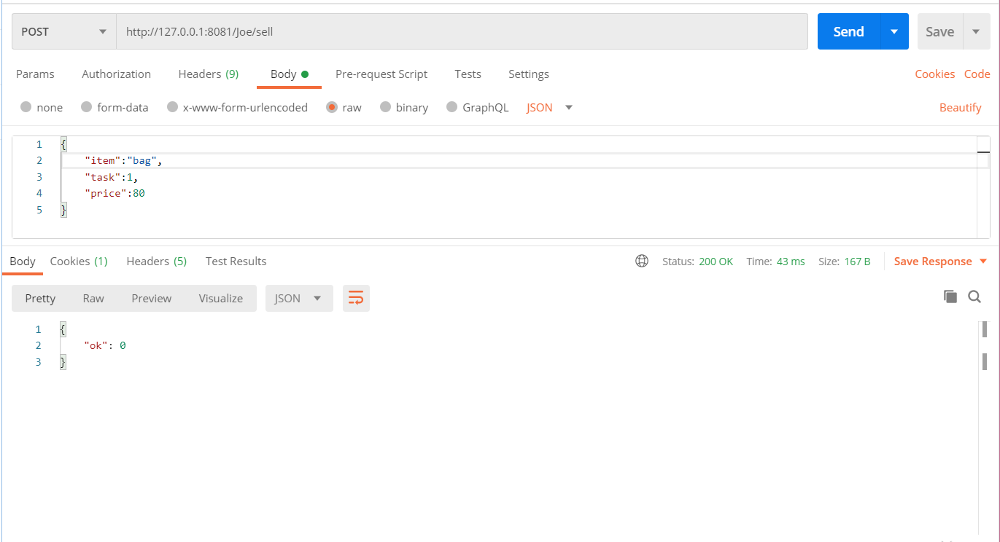 POST http://127.0.0.1:8081/Joe/sell Send Save
Params Authorization Headers (9) Body Pre-request Script Tests Settings Cookies Code
none form-data x-www-form-urlencoded raw binary GraphQL JSON Beautify
1 {
2 "item":"bag",
3 "task":1,
4 "price":80
5 }
Body Cookies (1) Headers (5) Test Results Status: 200 OK Time: 43 ms Size: 167 B Save Response
Pretty Raw Preview Visualize JSON
1 {
2 "ok": 0
3 }